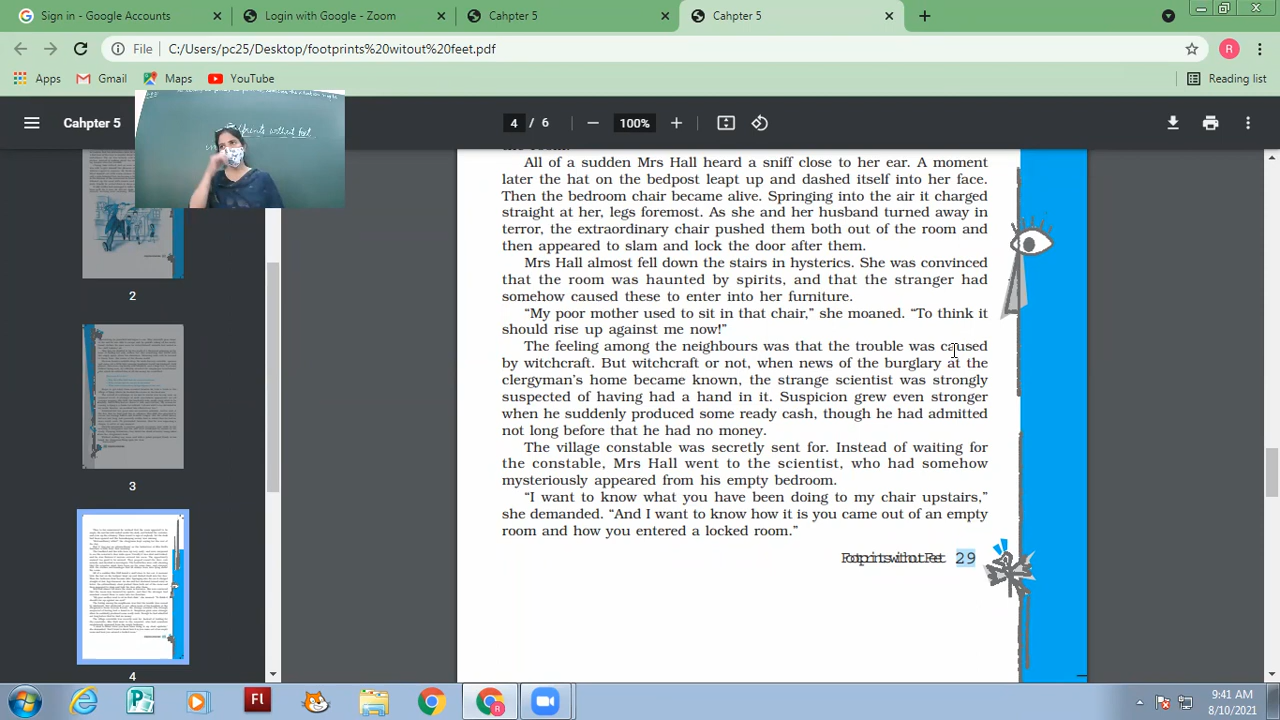 Sign in - Google Accounts
Login with Google - Zoom
Cahpter 5
Cahpter 5
File
C:/Users/pc25/Desktop/footprints%20witout%20feet.pdf
R
Apps
Gmail
Maps
YouTube
Reading list
Cahpter 5
4 / 6
100%
All of a sudden Mrs Hall heard a sniff close to her ear. A moment
later the hat on the bedpost leapt up and dashed itself into her face.
Then the bedroom chair became alive. Springing into the air it charged
straight at her, legs foremost. As she and her husband turned away in
terror, the extraordinary chair pushed them both out of the room and
then appeared to slam and lock the door after them.
Mrs Hall almost fell down the stairs in hysterics. She was convinced
that the room was haunted by spirits, and that the stranger had
somehow caused these to enter into her furniture.
“My poor mother used to sit in that chair,” she moaned. “To think it
should rise up against me now!”
The feeling among the neighbours was that the trouble was caused
by witchcraft. But witchcraft or not, when news of the burglary at the
clergyman’s home became known, the strange scientist was strongly
suspected of having had a hand in it. Suspicion grew even stronger
when he suddenly produced some ready cash, though he had admitted
not long before that he had no money.
The village constable was secretly sent for. Instead of waiting for
the constable, Mrs Hall went to the scientist, who had somehow
mysteriously appeared from his empty bedroom.
“I want to know what you have been doing to my chair upstairs,”
she demanded. “And I want to know how it is you came out of an empty
room and how you entered a locked room.”
29
2
3
4
Fl
9:41 AM
8/10/2021